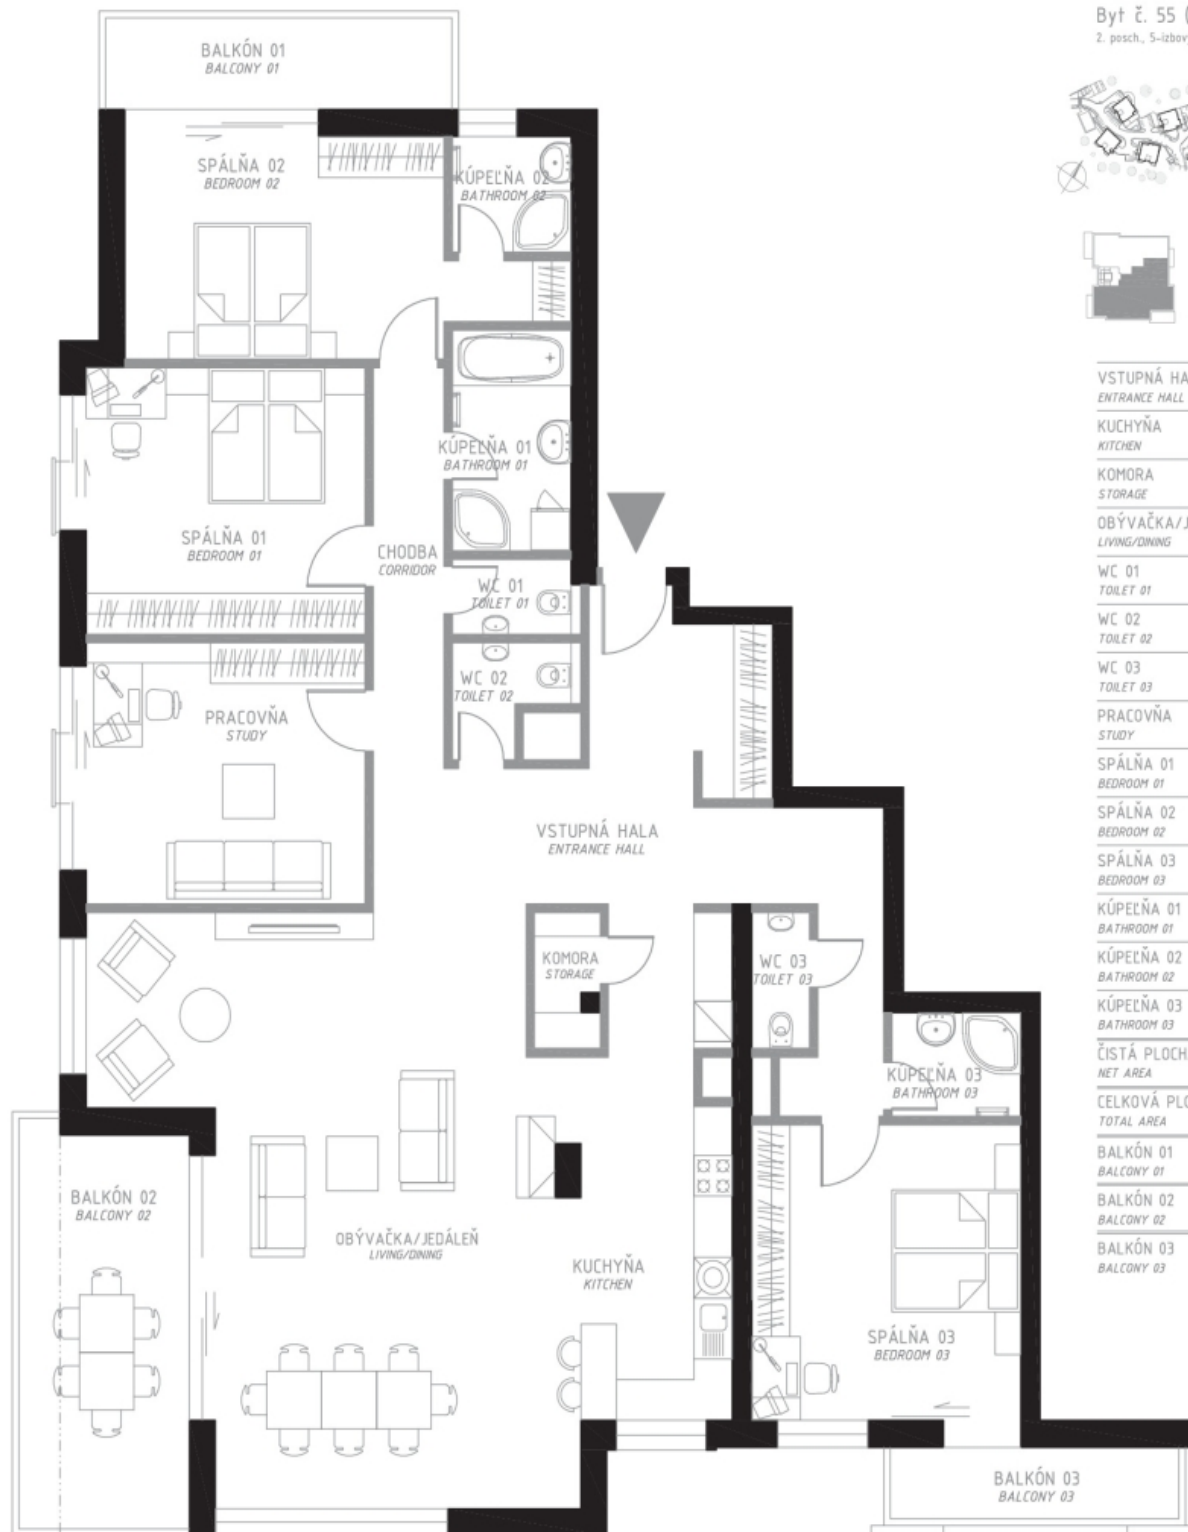 Byt č. 55 (
2. posch., 5-izbov
BALKÓN 01
BALCONY 01
SPÁLŇA 02
BEDROOM 02
KÚPEĽŇA 02
BATHROOM 02
KÚPEĽŇA 01
BATHROOM 01
SPÁLŇA 01
BEDROOM 01
CHODBA
CORRIDOR
WC 01
TOILET 01
WC 02
TOILET 02
PRACOVŇA
STUDY
VSTUPNÁ HALA
ENTRANCE HALL
KOMORA
STORAGE
WC 03
TOILET 03
KÚPEĽŇA 03
BATHROOM 03
BALKÓN 02
BALCONY 02
OBÝVAČKA/JEDÁLEŇ
LIVING/DINING
KUCHYŇA
KITCHEN
SPÁLŇA 03
BEDROOM 03
BALKÓN 03
BALCONY 03
VSTUPNÁ HA
ENTRANCE HALL
KUCHYŇA
KITCHEN
KOMORA
STORAGE
OBÝVAČKA/J
LIVING/DINING
WC 01
TOILET 01
WC 02
TOILET 02
WC 03
TOILET 03
PRACOVŇA
STUDY
SPÁLŇA 01
BEDROOM 01
SPÁLŇA 02
BEDROOM 02
SPÁLŇA 03
BEDROOM 03
KÚPEĽŇA 01
BATHROOM 01
KÚPEĽŇA 02
BATHROOM 02
KÚPEĽŇA 03
BATHROOM 03
ČISTÁ PLOCH
NET AREA
CELKOVÁ PLO
TOTAL AREA
BALKÓN 01
BALCONY 01
BALKÓN 02
BALCONY 02
BALKÓN 03
BALCONY 03